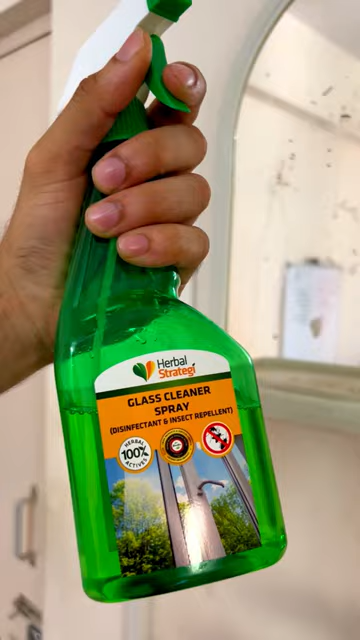 Herbal
Strategi
GLASS CLEANER
SPRAY
(DISINFECTANT & INSECT REPELLENT)
HERBAL
100%
ACTIVES